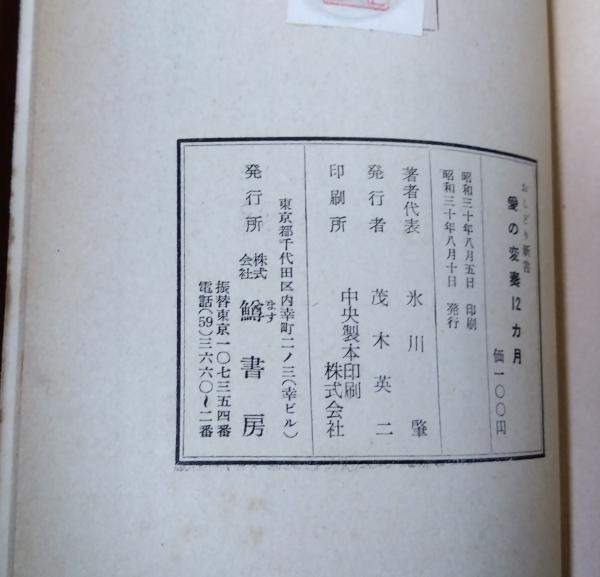 おしどり新書
愛の変奏12カ月
価一〇〇円
昭和三十年八月五日 印刷
昭和三十年八月十日 発行
著者代表 氷川肇
発行者 茂木英二
印刷所 中央製本印刷株式会社
東京都千代田区内幸町二ノ三(幸ビル)
発行所 株式会社 鱒書房
ます
振替東京一〇七三五四番
電話(59)三六六〇〜二番